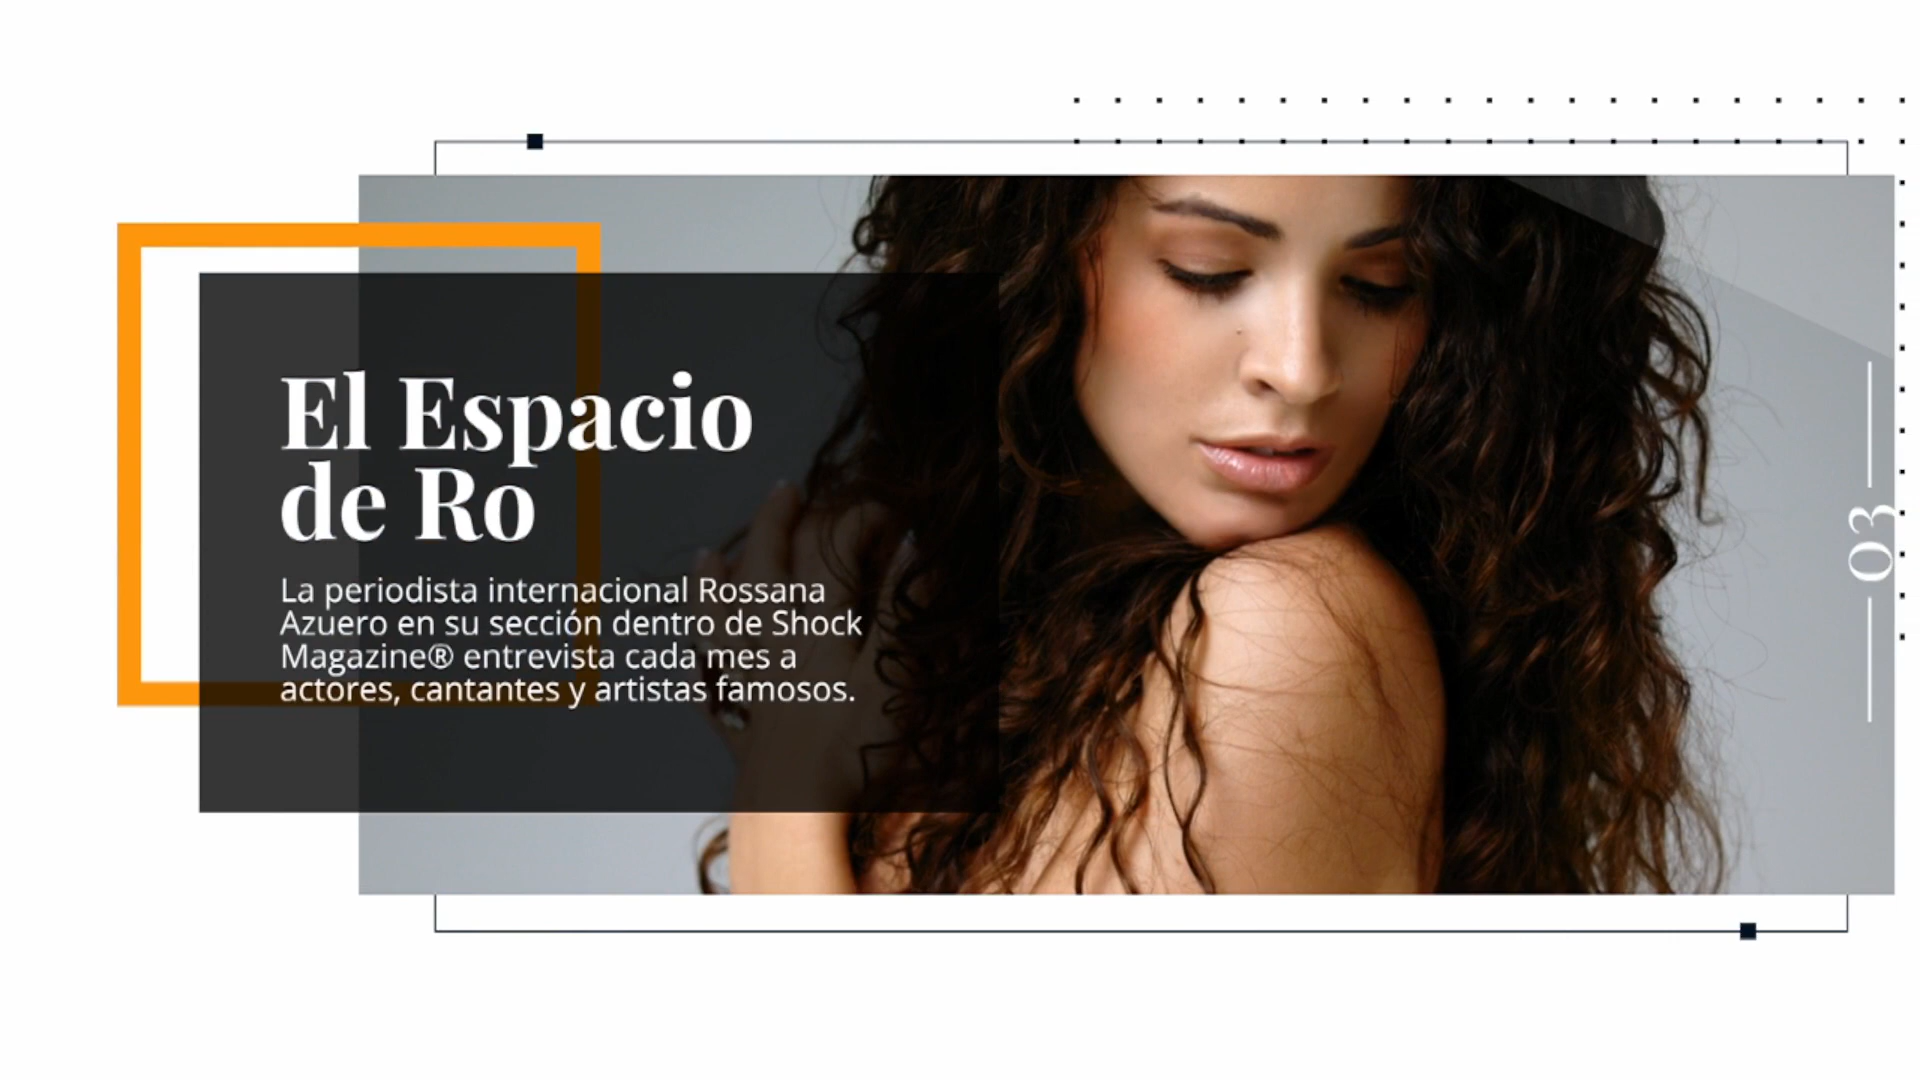 El Espacio
de Ro
La periodista internacional Rossana
Azuero en su sección dentro de Shock
Magazine® entrevista cada mes a
actores, cantantes y artistas famosos.
03